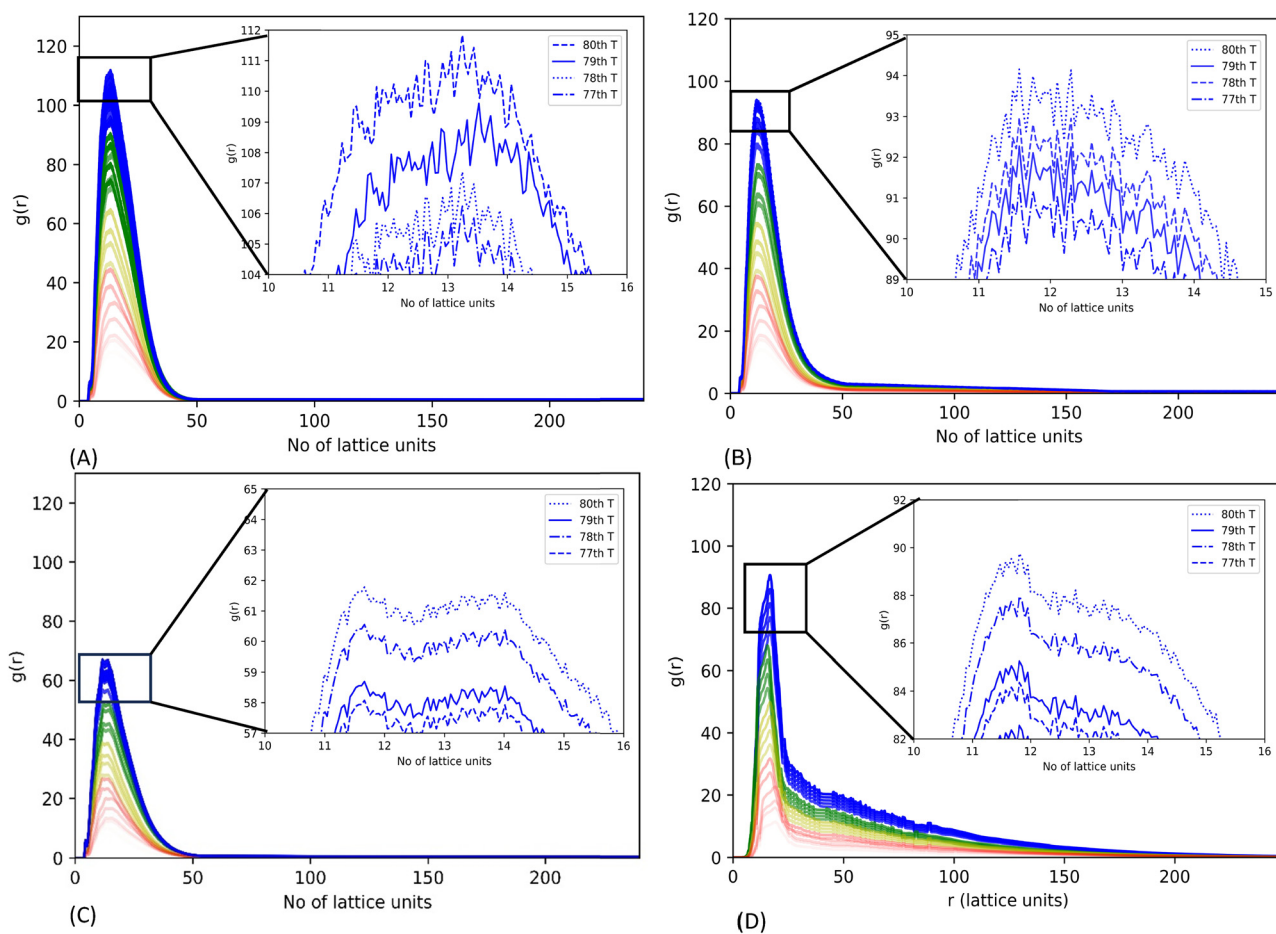 120
100
80
60
40
20
0
g(r)
0
50
100
150
200
No of lattice units
(A)
112
111
110
109
108
107
106
105
104
g(r)
10
11
12
13
14
15
16
No of lattice units
80th T
79th T
78th T
77th T
120
100
80
60
40
20
0
g(r)
0
50
100
150
200
No of lattice units
(B)
95
94
93
92
91
90
89
g(r)
10
11
12
13
14
15
No of lattice units
80th T
79th T
78th T
77th T
120
100
80
60
40
20
0
g(r)
0
50
100
150
200
No of lattice units
(C)
65
64
63
62
61
60
59
58
57
g(r)
10
11
12
13
14
15
16
No of lattice units
80th T
79th T
78th T
77th T
120
100
80
60
40
20
0
g(r)
0
50
100
150
200
r (lattice units)
(D)
92
90
88
86
84
82
g(r)
10
11
12
13
14
15
16
No of lattice units
80th T
79th T
78th T
77th T